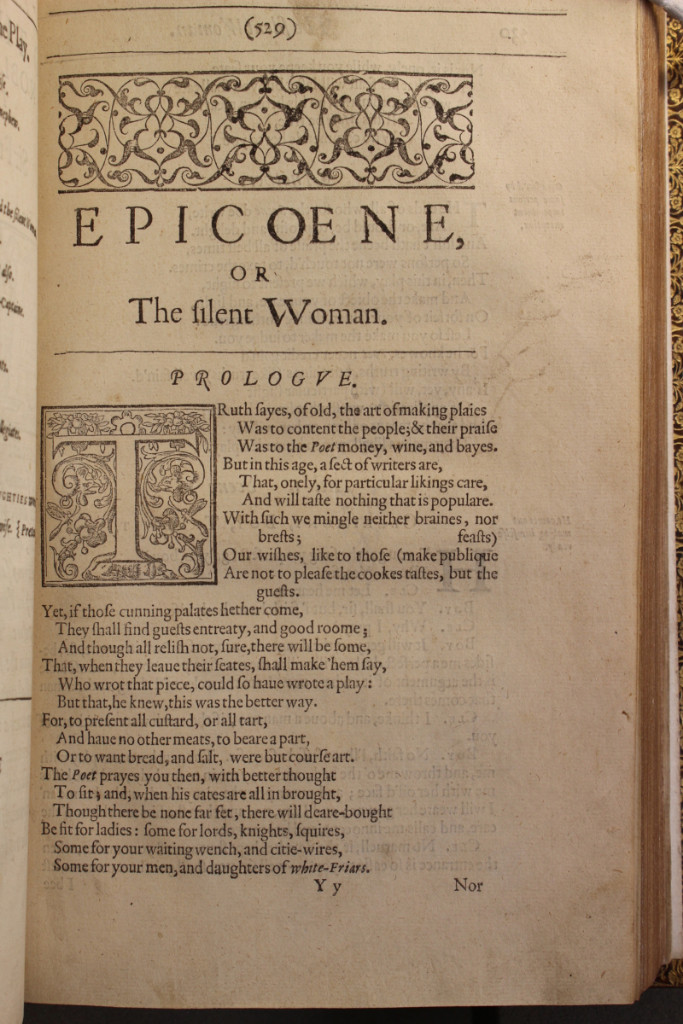 he Play.
(529)
EPICOENE,
OR
The ſilent Woman.
PROLOGVE.
TRuth ſayes, of old, the art of making plaies
Was to content the people; & their praiſe
Was to the Poet money, wine, and bayes.
But in this age, a ſect of writers are,
That, onely, for particular likings care,
And will taſte nothing that is populare.
With ſuch we mingle neither braines, nor
breſts; feaſts)
Our wiſhes, like to thoſe (make publique
Are not to pleaſe the cookes taſtes, but the
gueſts.
Yet, if thoſe cunning palates hether come,
They ſhall find gueſts entreaty, and good roome;
And though all reliſh not, ſure, there will be ſome,
That, when they leaue their ſeates, ſhall make 'hem ſay,
Who wrot that piece, could ſo haue wrote a play:
But that, he knew, this was the better way.
For, to preſent all cuſtard, or all tart,
And haue no other meats, to beare a part,
Or to want bread, and ſalt, were but courſe art.
The Poet prayes you then, with better thought
To ſit; and, when his cates are all in brought,
Though there be none far fet, there will deare-bought
Be fit for ladies: ſome for lords, knights, ſquires,
Some for your waiting wench, and citie-wires,
Some for your men, and daughters of white-Friars.
Y y Nor